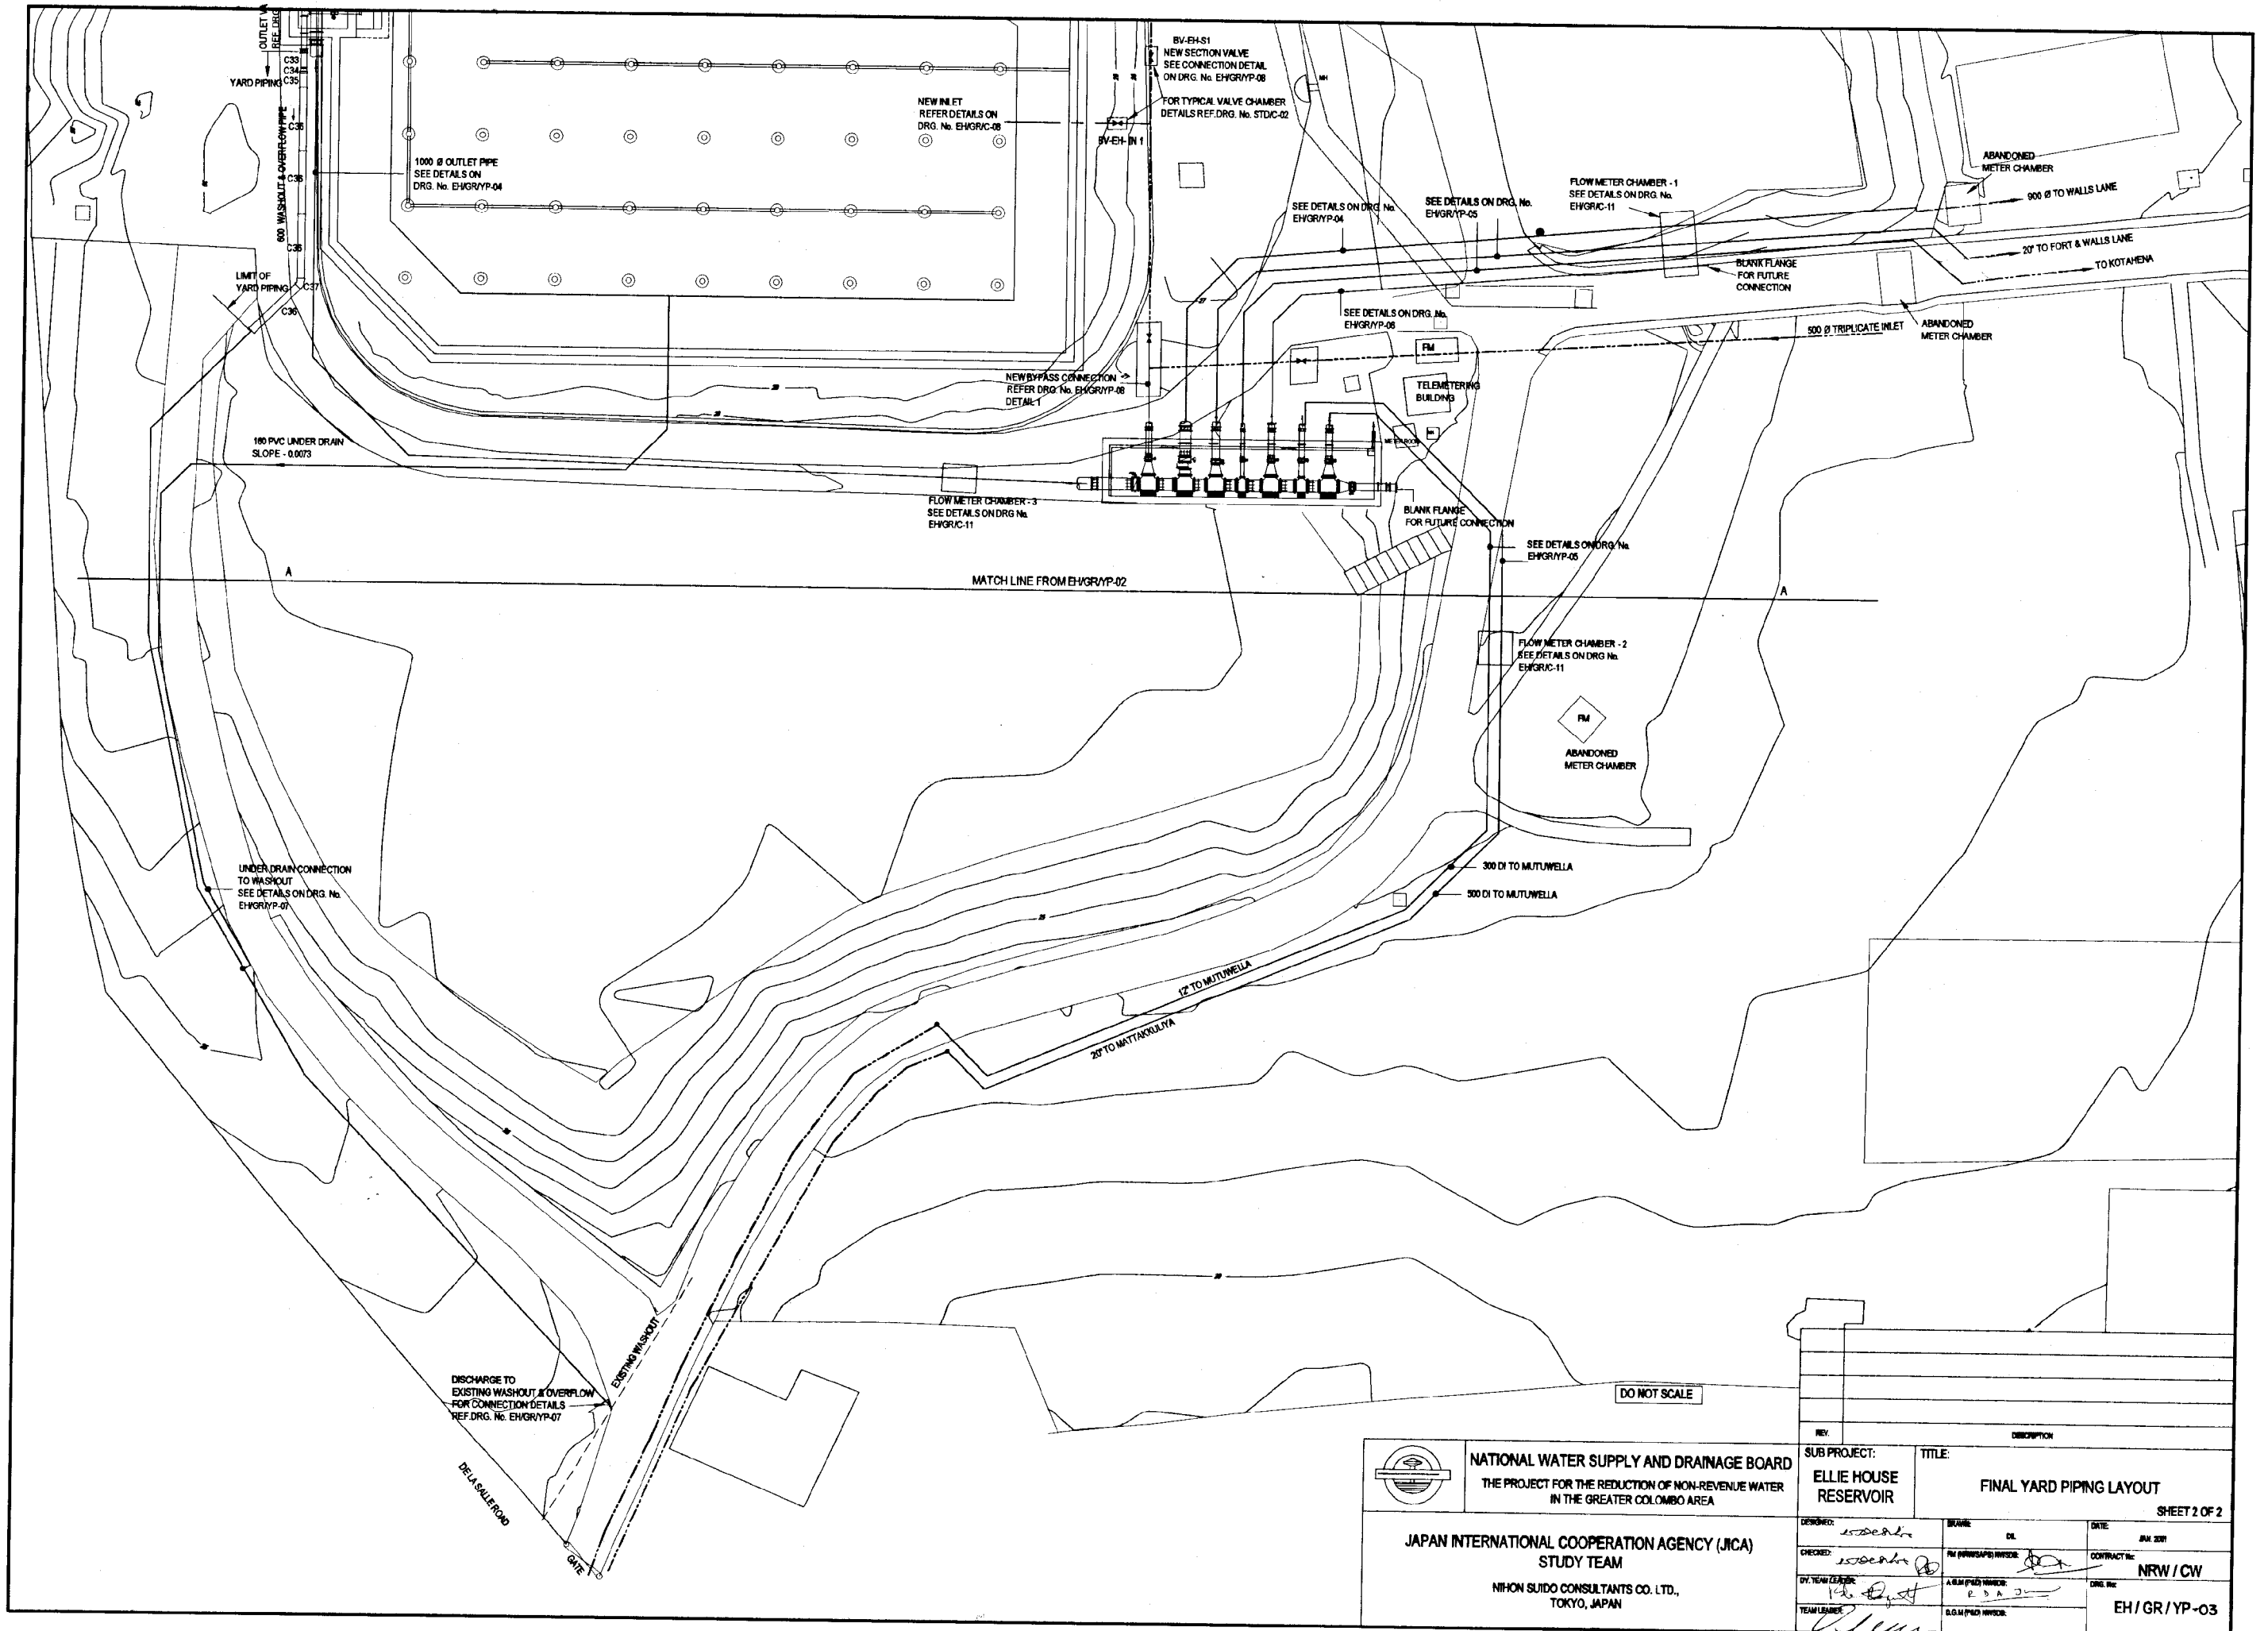 OUTLET VA
REF. DRG
YARD PIPING
C33
C34
C35
C35
C35
C35
C37
C36
600 WASHOUT & OVERFLOW PIPE
LIMIT OF
YARD PIPING
1000 Ø OUTLET PIPE
SEE DETAILS ON
DRG. No. EH/GR/YP-04
NEW INLET
REFER DETAILS ON
DRG. No. EH/GR/C-08
BV-EH-S1
NEW SECTION VALVE
SEE CONNECTION DETAIL
ON DRG. No. EH/GR/YP-08
FOR TYPICAL VALVE CHAMBER
DETAILS REF.DRG. No. STD/C-02
BV-EH-IN 1
MH
SEE DETAILS ON DRG. No.
EH/GR/YP-04
SEE DETAILS ON DRG. No.
EH/GR/YP-05
FLOW METER CHAMBER - 1
SEE DETAILS ON DRG. No.
EH/GR/C-11
ABANDONED
METER CHAMBER
900 Ø TO WALLS LANE
20" TO FORT & WALLS LANE
TO KOTAHENA
BLANK FLANGE
FOR FUTURE
CONNECTION
SEE DETAILS ON DRG. No.
EH/GR/YP-06
500 Ø TRIPLICATE INLET
ABANDONED
METER CHAMBER
FM
TELEMETERING
BUILDING
METER ROOM
NEW BYPASS CONNECTION
REFER DRG. No. EH/GR/YP-08
DETAIL 1
160 PVC UNDER DRAIN
SLOPE - 0.0073
FLOW METER CHAMBER - 3
SEE DETAILS ON DRG No.
EH/GR/C-11
BLANK FLANGE
FOR FUTURE CONNECTION
SEE DETAILS ON DRG. No.
EH/GR/YP-05
A
MATCH LINE FROM EH/GR/YP-02
A
FLOW METER CHAMBER - 2
SEE DETAILS ON DRG No.
EH/GR/C-11
FM
ABANDONED
METER CHAMBER
UNDER DRAIN CONNECTION
TO WASHOUT
SEE DETAILS ON DRG. No.
EH/GR/YP-07
300 DI TO MUTUWELLA
500 DI TO MUTUWELLA
12" TO MUTUWELLA
20" TO MATTAKKULIYA
EXISTING WASHOUT
DISCHARGE TO
EXISTING WASHOUT & OVERFLOW
FOR CONNECTION DETAILS
REF.DRG. No. EH/GR/YP-07
DE LA SALLE ROAD
GATE
DO NOT SCALE
REV.
DESCRIPTION
NATIONAL WATER SUPPLY AND DRAINAGE BOARD
THE PROJECT FOR THE REDUCTION OF NON-REVENUE WATER
IN THE GREATER COLOMBO AREA
SUB PROJECT:
ELLIE HOUSE
RESERVOIR
TITLE:
FINAL YARD PIPING LAYOUT
SHEET 2 OF 2
JAPAN INTERNATIONAL COOPERATION AGENCY (JICA)
STUDY TEAM
NIHON SUIDO CONSULTANTS CO. LTD.,
TOKYO, JAPAN
DESIGNED:
DRAWN:
DATE:
JAN. 2001
CHECKED:
CONTRACT No:
NRW / CW
DY. TEAM LEADER:
A.G.M (P&D) NWSDB:
DRG. No:
EH / GR / YP-03
TEAM LEADER:
D.G.M (P&D) NWSDB: